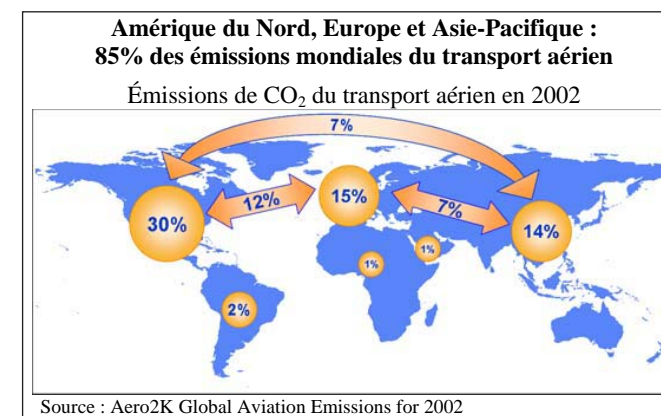 Amérique du Nord, Europe et Asie-Pacifique :
85% des émissions mondiales du transport aérien
Émissions de CO₂ du transport aérien en 2002
7%
12%
15%
7%
30%
14%
1%
1%
2%
Source : Aero2K Global Aviation Emissions for 2002